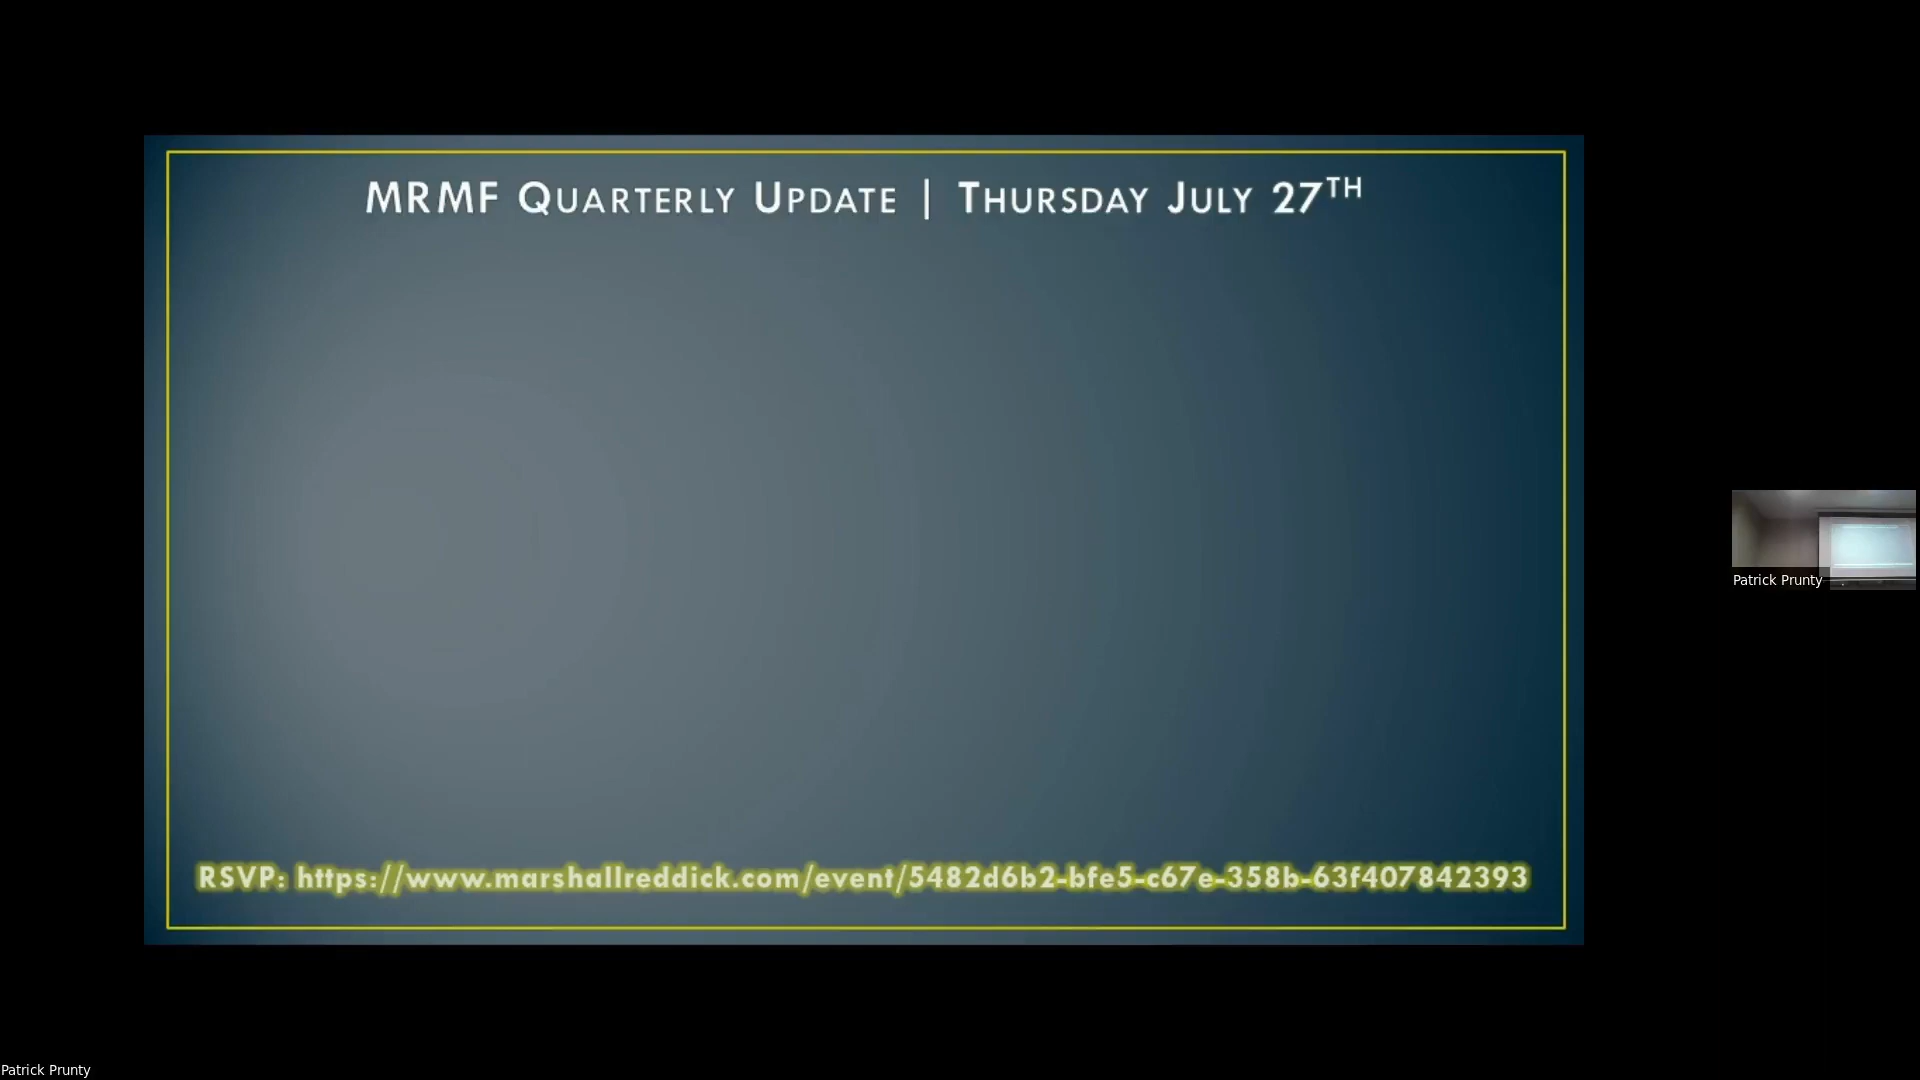 MRMF QUARTERLY UPDATE | THURSDAY JULY 27TH
RSVP: https://www.marshallreddick.com/event/5482d6b2-bfe5-c67e-358b-63f407842393
Patrick Prunty
Patrick Prunty